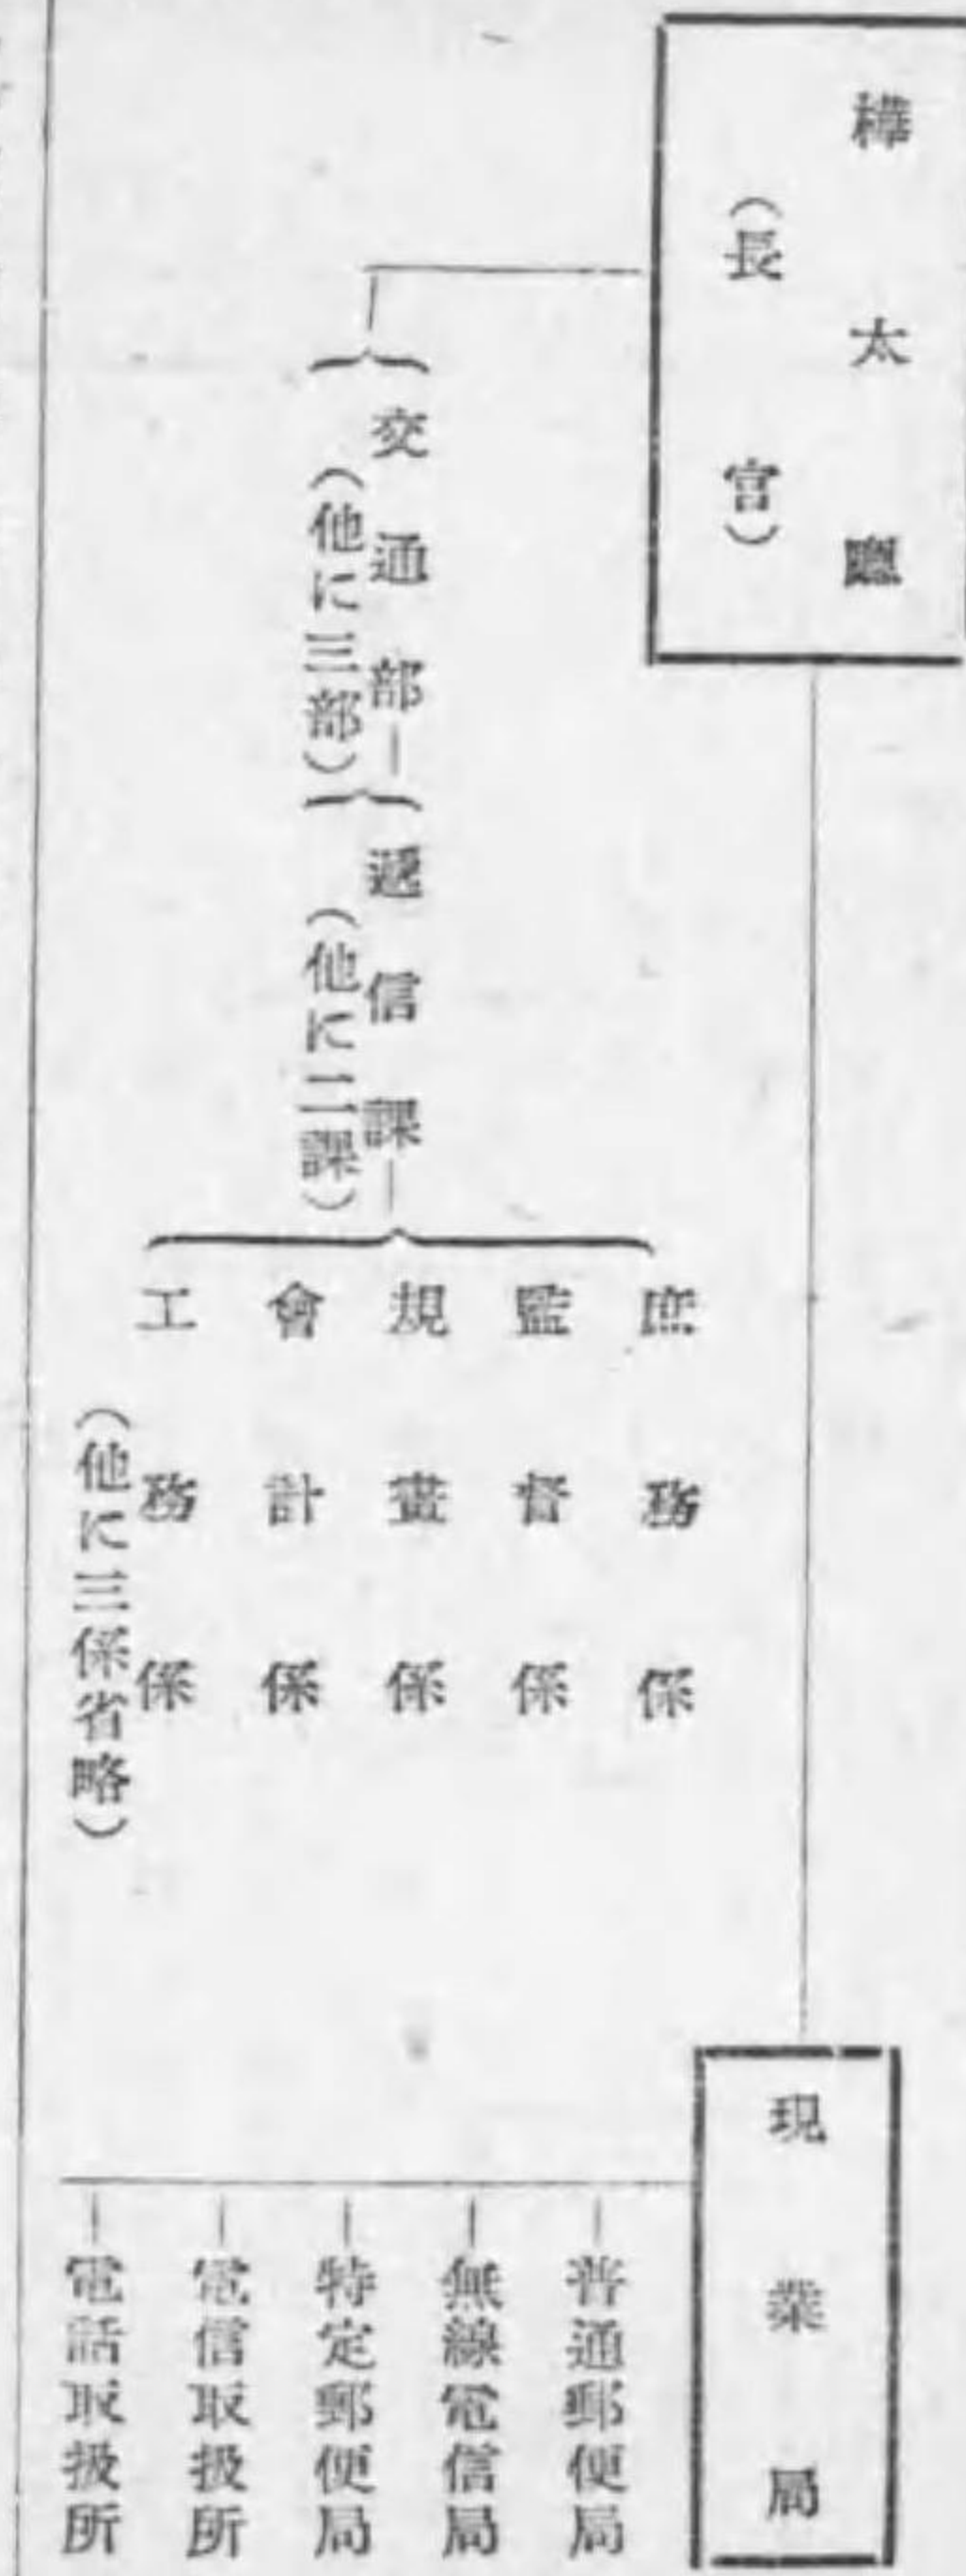 樺太廳
（長官）
交通部
（他に三部）
遞信課
（他に二課）
庶務係
監督係
規畫係
會計係
工務係
（他に三係省略）
現業局
普通郵便局
無線電信局
特定郵便局
電信取扱所
電話取扱所